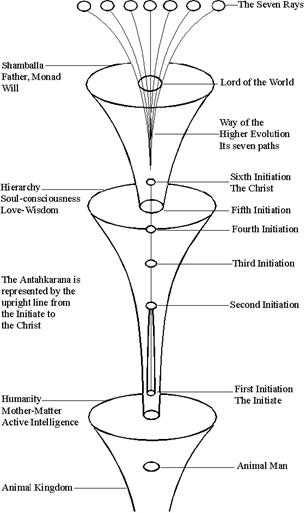 The Seven Rays
Shamballa
Father, Monad
Will
Lord of the World
Way of the
Higher Evolution
Its seven paths
Sixth Initiation
The Christ
Hierarchy
Soul-consciousness
Love-Wisdom
Fifth Initiation
Fourth Initiation
Third Initiation
The Antahkarana is
represented by the
upright line from
the Initiate to
the Christ
Second Initiation
First Initiation
The Initiate
Humanity
Mother-Matter
Active Intelligence
Animal Man
Animal Kingdom